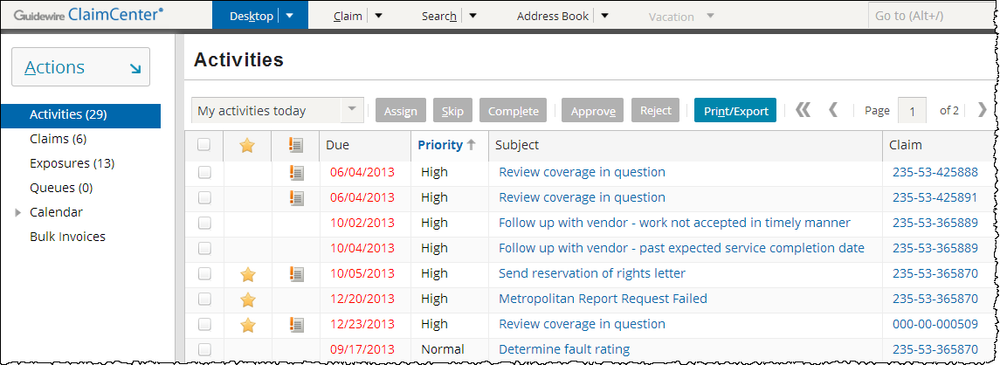 Guidewire ClaimCenter® Desktop Claim Search Address Book Vacation Go to (Alt+/)
Actions
Activities (29)
Claims (6)
Exposures (13)
Queues (0)
Calendar
Bulk Invoices
Activities
My activities today Assign Skip Complete Approve Reject Print/Export Page 1 of 2
Due Priority Subject Claim
06/04/2013 High Review coverage in question 235-53-425888
06/04/2013 High Review coverage in question 235-53-425891
10/02/2013 High Follow up with vendor - work not accepted in timely manner 235-53-365889
10/04/2013 High Follow up with vendor - past expected service completion date 235-53-365889
10/05/2013 High Send reservation of rights letter 235-53-365870
12/20/2013 High Metropolitan Report Request Failed 235-53-365870
12/23/2013 High Review coverage in question 000-00-000509
09/17/2013 Normal Determine fault rating 235-53-365870